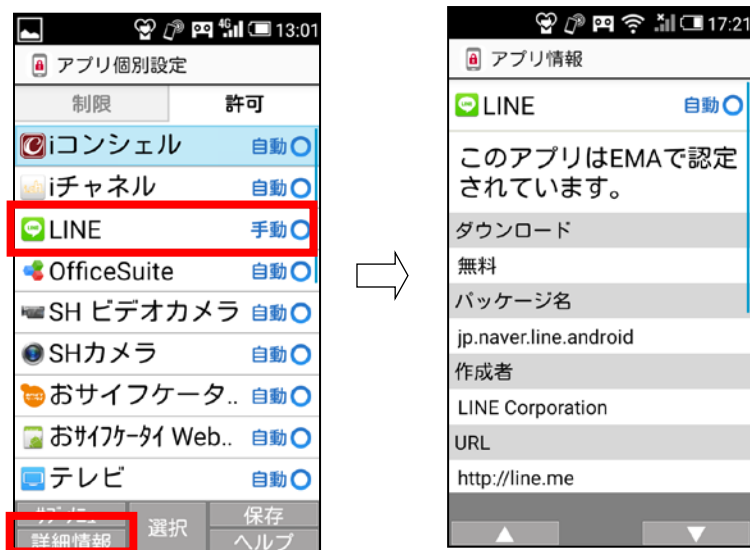 4G 13:01
アプリ個別設定
制限 許可
iコンシェル 自動
iチャネル 自動
LINE 手動
OfficeSuite 自動
SH ビデオカメラ 自動
SHカメラ 自動
おサイフケータ.. 自動
おサイフケータイ Web.. 自動
テレビ 自動
サブメニュー 選択 保存
詳細情報 ヘルプ
17:21
アプリ情報
LINE 自動
このアプリはEMAで認定
されています。
ダウンロード
無料
パッケージ名
jp.naver.line.android
作成者
LINE Corporation
URL
http://line.me